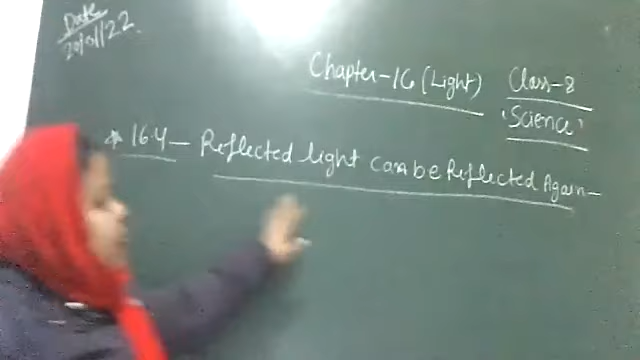 Date
20/01/22.
Chapter-16 (Light) Class-8
'Science'
* 16.4 - Reflected light can be Reflected Again-